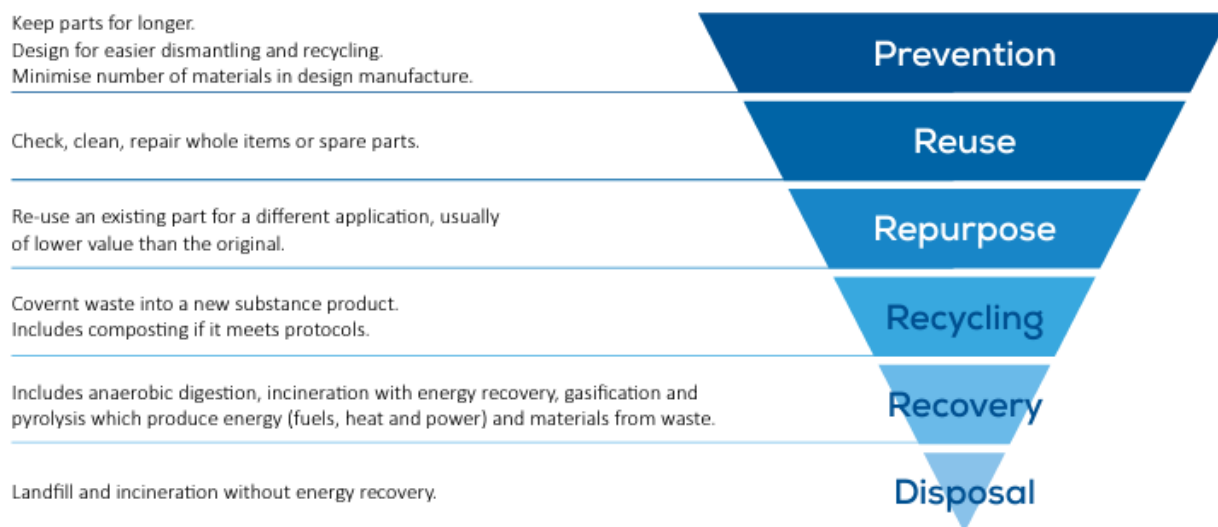 Keep parts for longer.
Design for easier dismantling and recycling.
Minimise number of materials in design manufacture.
Prevention
Check, clean, repair whole items or spare parts.
Reuse
Re-use an existing part for a different application, usually
of lower value than the original.
Repurpose
Covernt waste into a new substance product.
Includes composting if it meets protocols.
Recycling
Includes anaerobic digestion, incineration with energy recovery, gasification and
pyrolysis which produce energy (fuels, heat and power) and materials from waste.
Recovery
Landfill and incineration without energy recovery.
Disposal